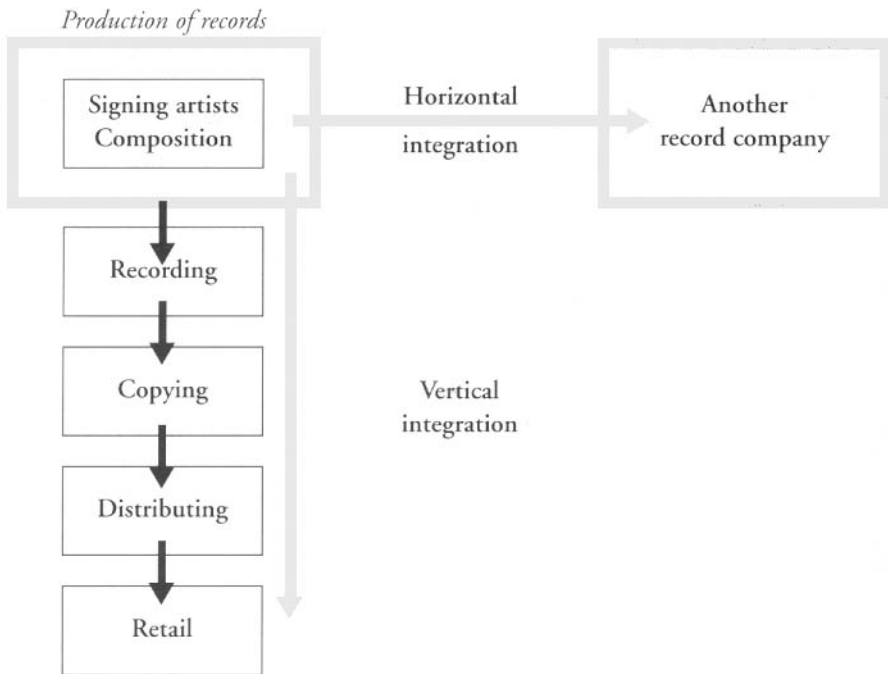 Production of records
Signing artists
Composition
Horizontal
integration
Another
record company
Recording
Copying
Vertical
integration
Distributing
Retail